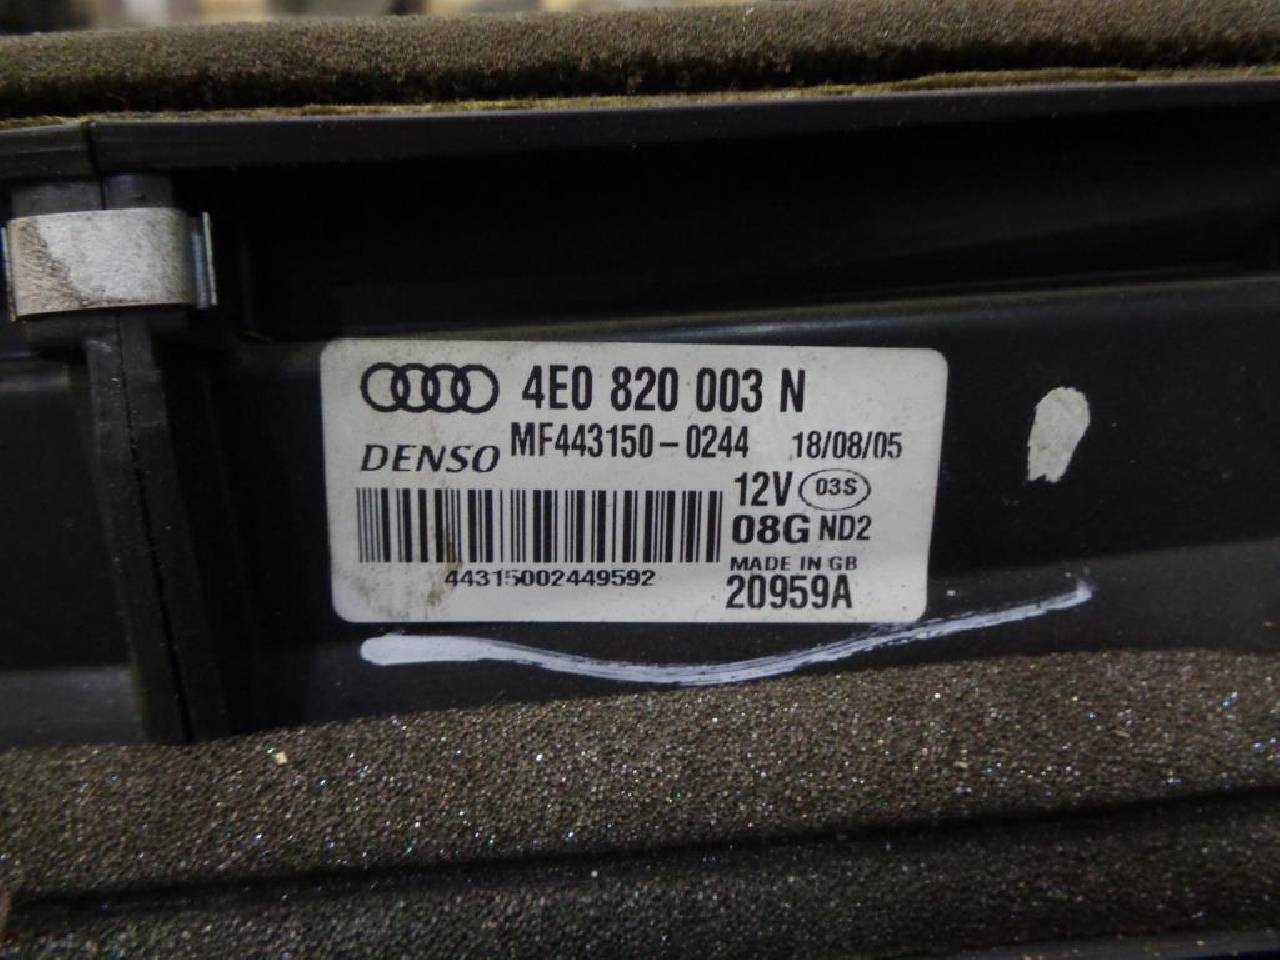 4E0 820 003 N
DENSO MF443150-0244 18/08/05
12V 03S
08G ND2
MADE IN GB
44315002449592
20959A